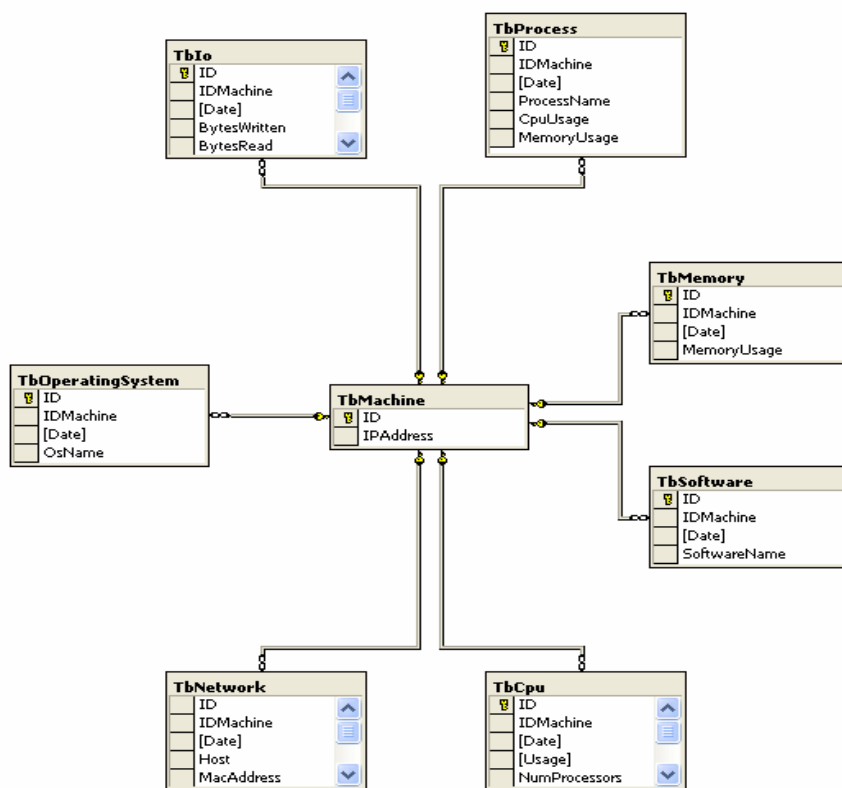 TbIo
ID
IDMachine
[Date]
BytesWritten
BytesRead
TbProcess
ID
IDMachine
[Date]
ProcessName
CpuUsage
MemoryUsage
TbMemory
ID
IDMachine
[Date]
MemoryUsage
TbOperatingSystem
ID
IDMachine
[Date]
OsName
TbMachine
ID
IPAddress
TbSoftware
ID
IDMachine
[Date]
SoftwareName
TbNetwork
ID
IDMachine
[Date]
Host
MacAddress
TbCpu
ID
IDMachine
[Date]
[Usage]
NumProcessors